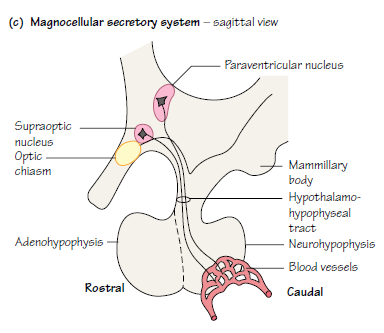 (c) Magnocellular secretory system – sagittal view
Paraventricular nucleus
Supraoptic
nucleus
Optic
chiasm
Mammillary
body
Hypothalamo-
hypophyseal
tract
Adenohypophysis
Neurohypophysis
Blood vessels
Rostral
Caudal